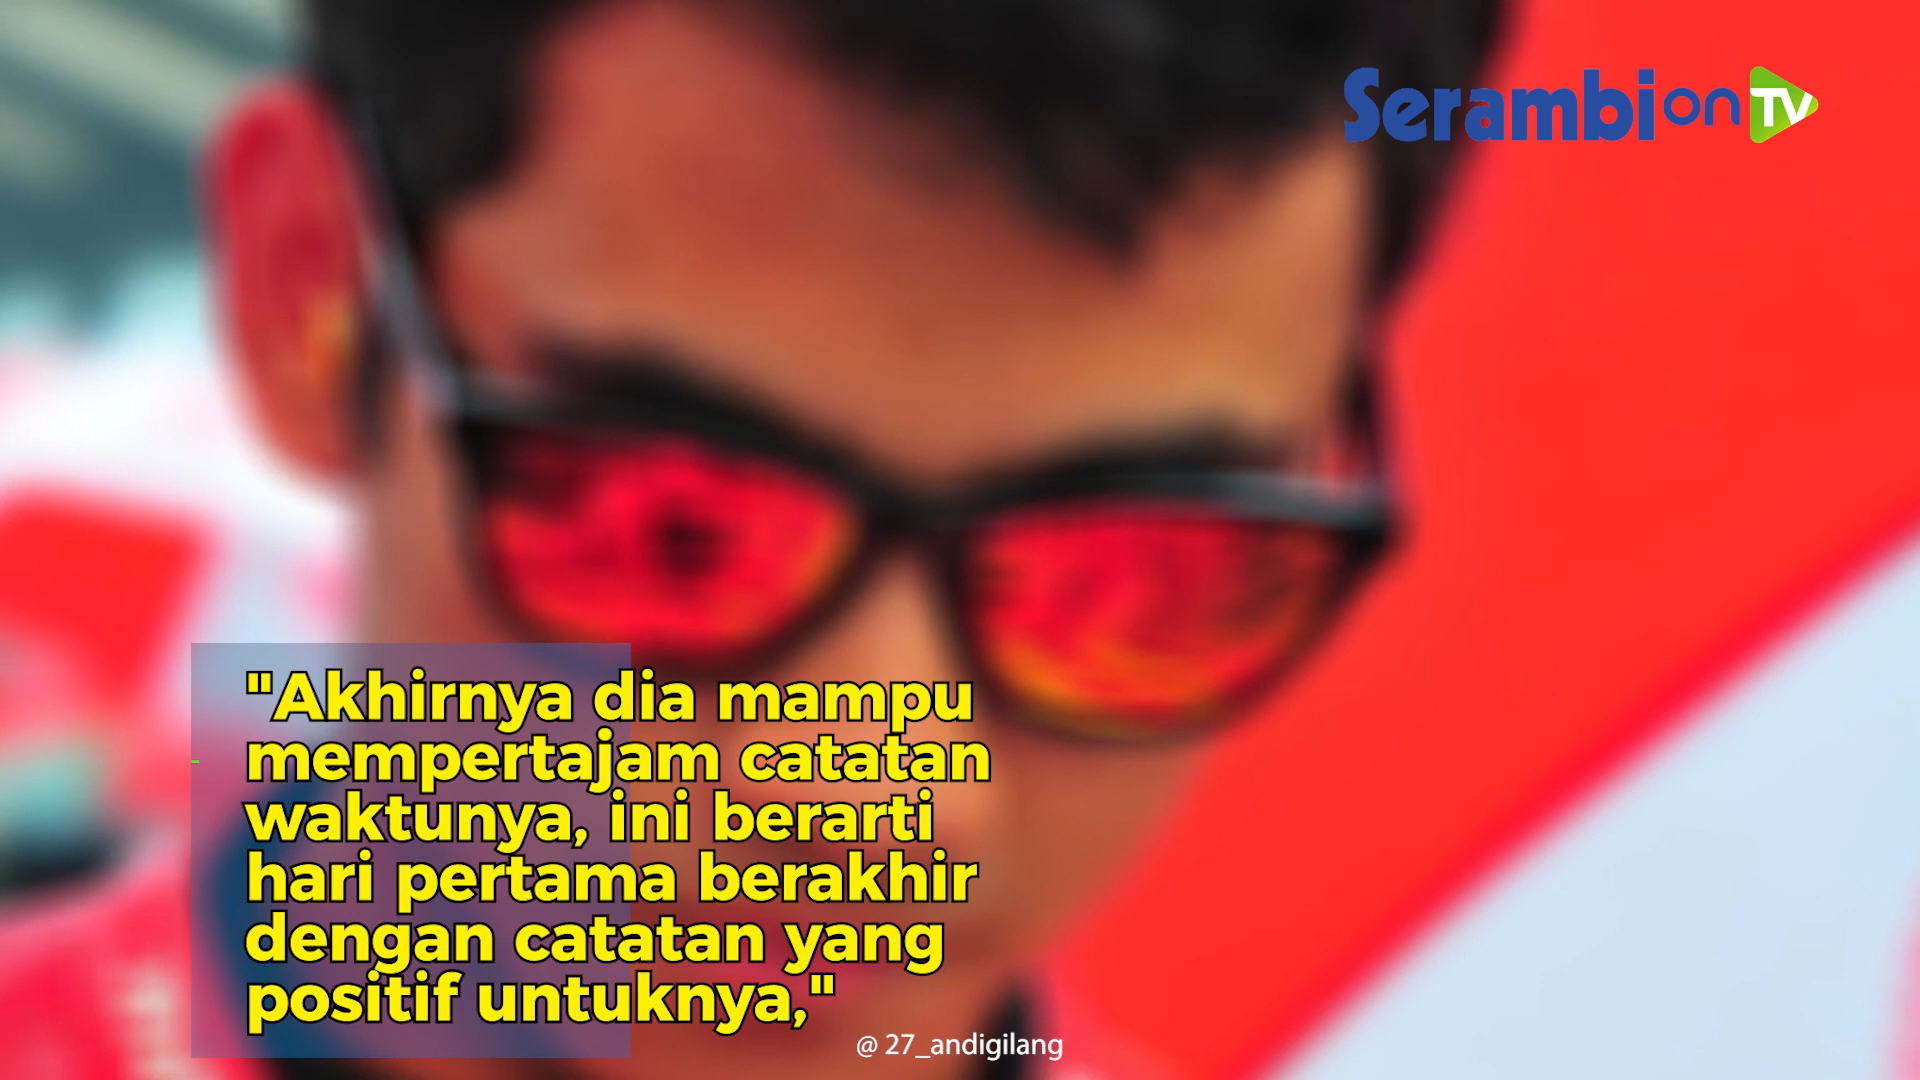 Serambi on TV
"Akhirnya dia mampu
mempertajam catatan
waktunya, ini berarti
hari pertama berakhir
dengan catatan yang
positif untuknya,"
@ 27_andigilang